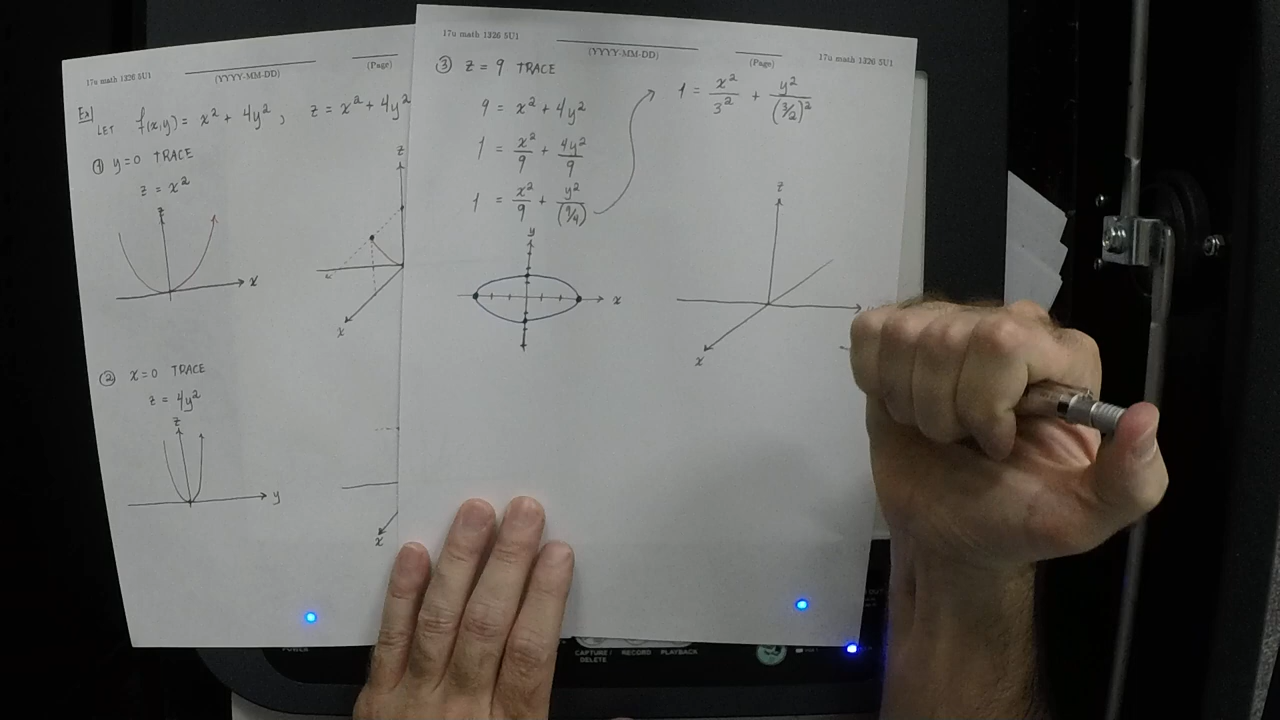 17u math 1326 5U1
(YYYY-MM-DD)
(Page)
Ex)
LET f(x,y) = x² + 4y², z = x² + 4y²
① y=0 TRACE
z = x²
z
x
z
x
② x=0 TRACE
z = 4y²
z
y
x
17u math 1326 5U1
(YYYY-MM-DD)
(Page)
17u math 1326 5U1
③ z = 9 TRACE
9 = x² + 4y²
1 = x²/9 + 4y²/9
1 = x²/9 + y²/(9/4)
1 = x²/3² + y²/(3/2)²
y
x
z
x
CAPTURE / DELETE
RECORD
PLAYBACK
POWER